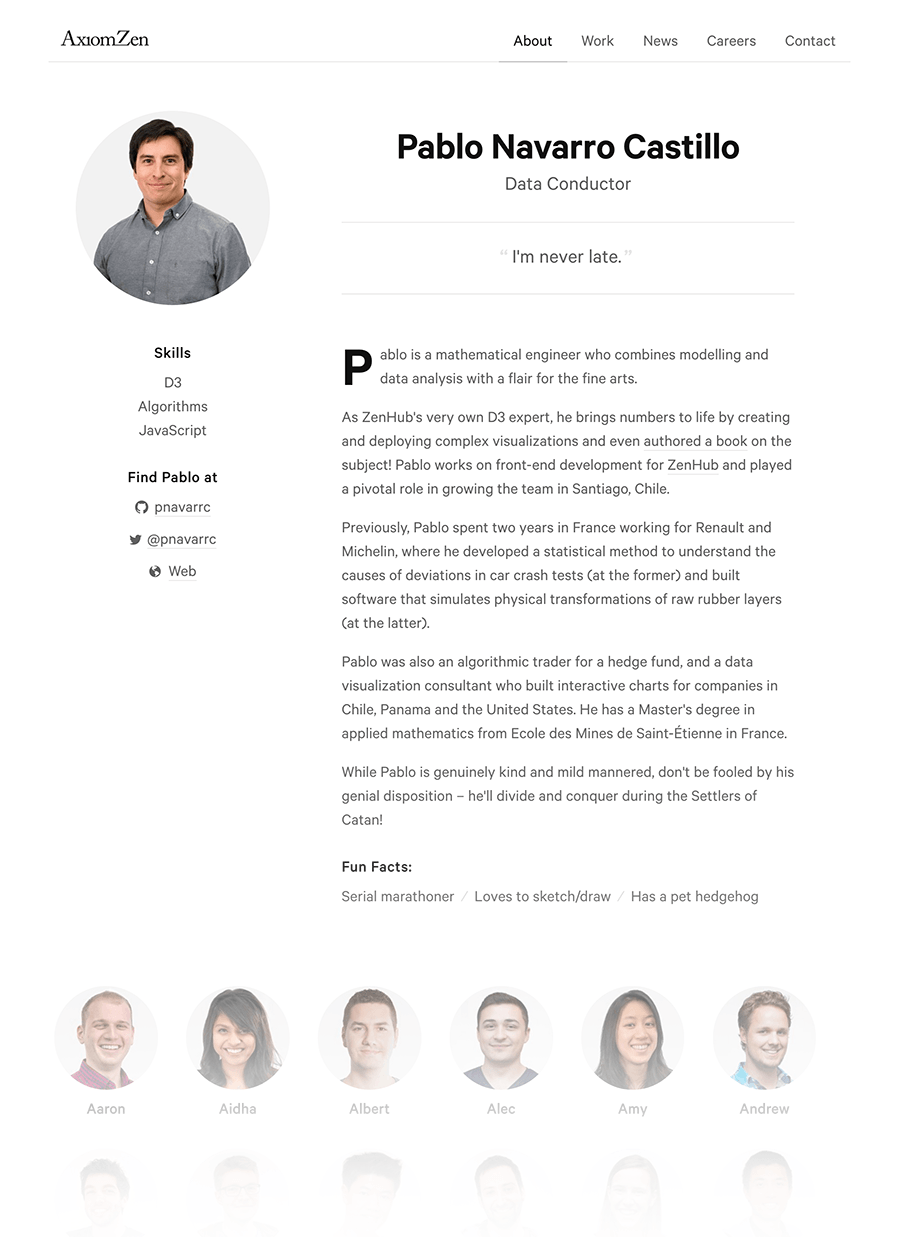 AxiomZen
About
Work
News
Careers
Contact
Pablo Navarro Castillo
Data Conductor
“ I'm never late. ”
Skills
D3
Algorithms
JavaScript
Find Pablo at
pnavarrc
@pnavarrc
Web
Pablo is a mathematical engineer who combines modelling and
data analysis with a flair for the fine arts.
As ZenHub's very own D3 expert, he brings numbers to life by creating
and deploying complex visualizations and even authored a book on the
subject! Pablo works on front-end development for ZenHub and played
a pivotal role in growing the team in Santiago, Chile.
Previously, Pablo spent two years in France working for Renault and
Michelin, where he developed a statistical method to understand the
causes of deviations in car crash tests (at the former) and built
software that simulates physical transformations of raw rubber layers
(at the latter).
Pablo was also an algorithmic trader for a hedge fund, and a data
visualization consultant who built interactive charts for companies in
Chile, Panama and the United States. He has a Master's degree in
applied mathematics from Ecole des Mines de Saint-Étienne in France.
While Pablo is genuinely kind and mild mannered, don't be fooled by his
genial disposition – he'll divide and conquer during the Settlers of
Catan!
Fun Facts:
Serial marathoner / Loves to sketch/draw / Has a pet hedgehog
Aaron
Aidha
Albert
Alec
Amy
Andrew